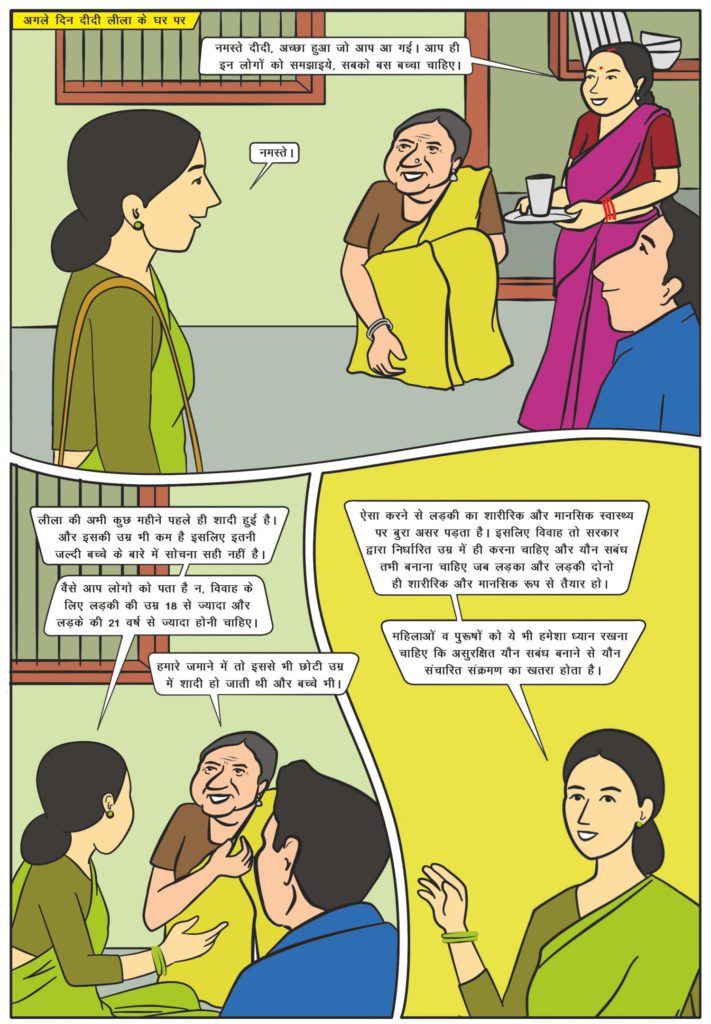 अगले दिन दीदी लीला के घर पर
नमस्ते दीदी, अच्छा हुआ जो आप आ गई। आप ही
इन लोगों को समझाइये, सबको बस बच्चा चाहिए।
नमस्ते।
लीला की अभी कुछ महीने पहले ही शादी हुई है।
और इसकी उम्र भी कम है इसलिए इतनी
जल्दी बच्चे के बारे में सोचना सही नहीं है।
वैसे आप लोगो को पता है न, विवाह के
लिए लड़की की उम्र 18 से ज्यादा और
लड़के की 21 वर्ष से ज्यादा होनी चाहिए।
हमारे जमाने में तो इससे भी छोटी उम्र
में शादी हो जाती थी और बच्चे भी।
ऐसा करने से लड़की का शारीरिक और मानसिक स्वास्थ्य
पर बुरा असर पड़ता है। इसलिए विवाह तो सरकार
द्वारा निर्धारित उम्र में ही करना चाहिए और यौन सबंध
तभी बनाना चाहिए जब लड़का और लड़की दोनो
ही शारीरिक और मानसिक रूप से तैयार हो।
महिलाओं व पुरूषों को ये भी हमेशा ध्यान रखना
चाहिए कि असुरक्षित यौन सबंध बनाने से यौन
संचारित संक्रमण का खतरा होता है।